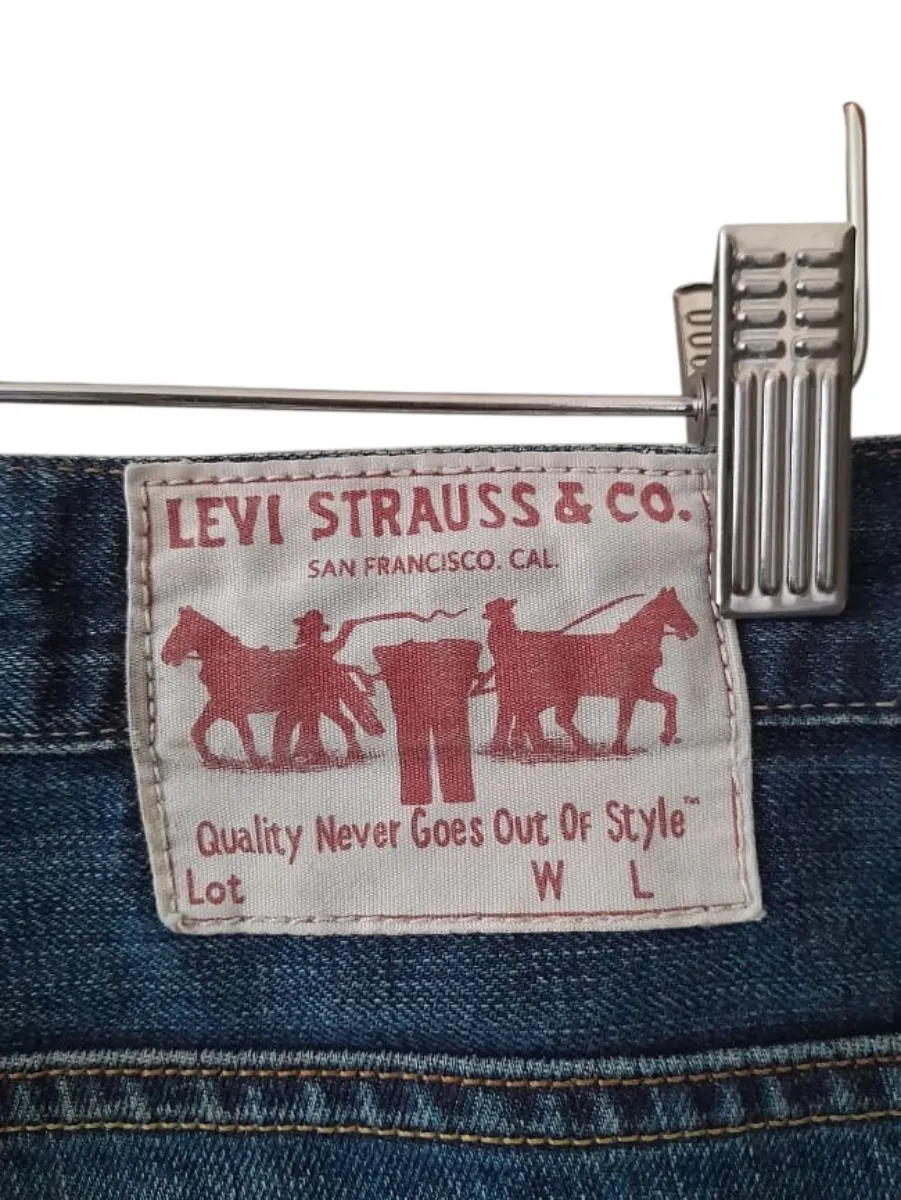 LEVI STRAUSS & CO.
SAN FRANCISCO. CAL.
Quality Never Goes Out Of Style™
Lot W L